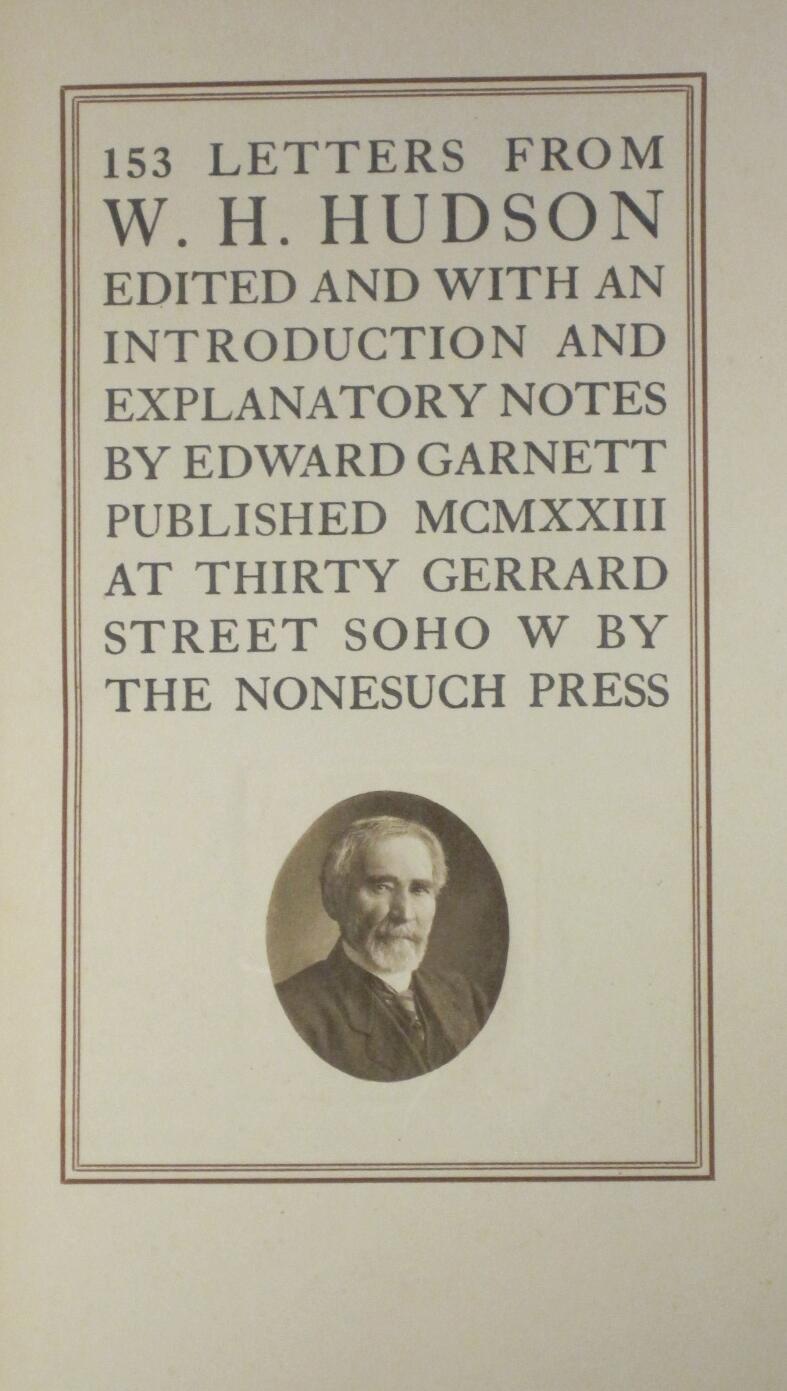 153 LETTERS FROM
W. H. HUDSON
EDITED AND WITH AN
INTRODUCTION AND
EXPLANATORY NOTES
BY EDWARD GARNETT
PUBLISHED MCMXXIII
AT THIRTY GERRARD
STREET SOHO W BY
THE NONESUCH PRESS